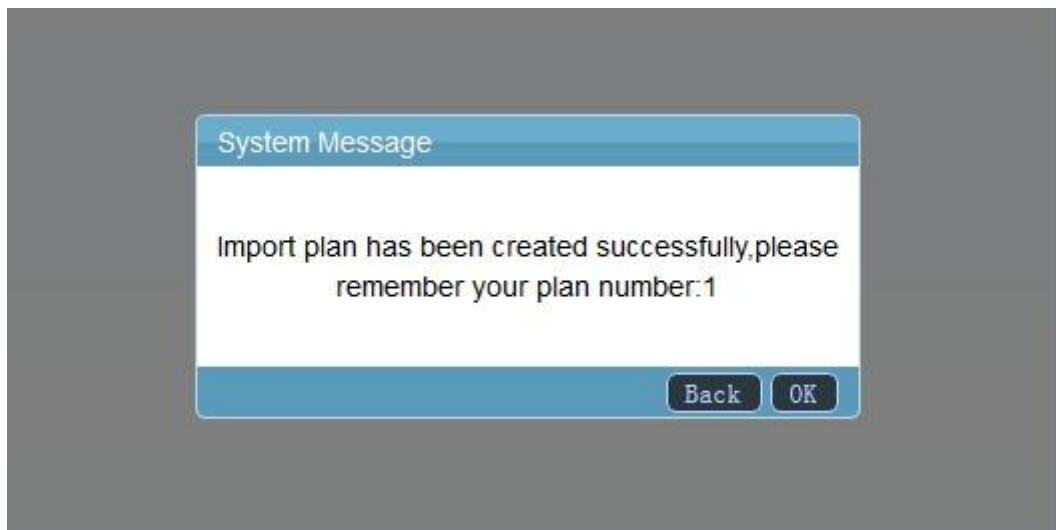 System Message
Import plan has been created successfully,please
remember your plan number:1
Back OK